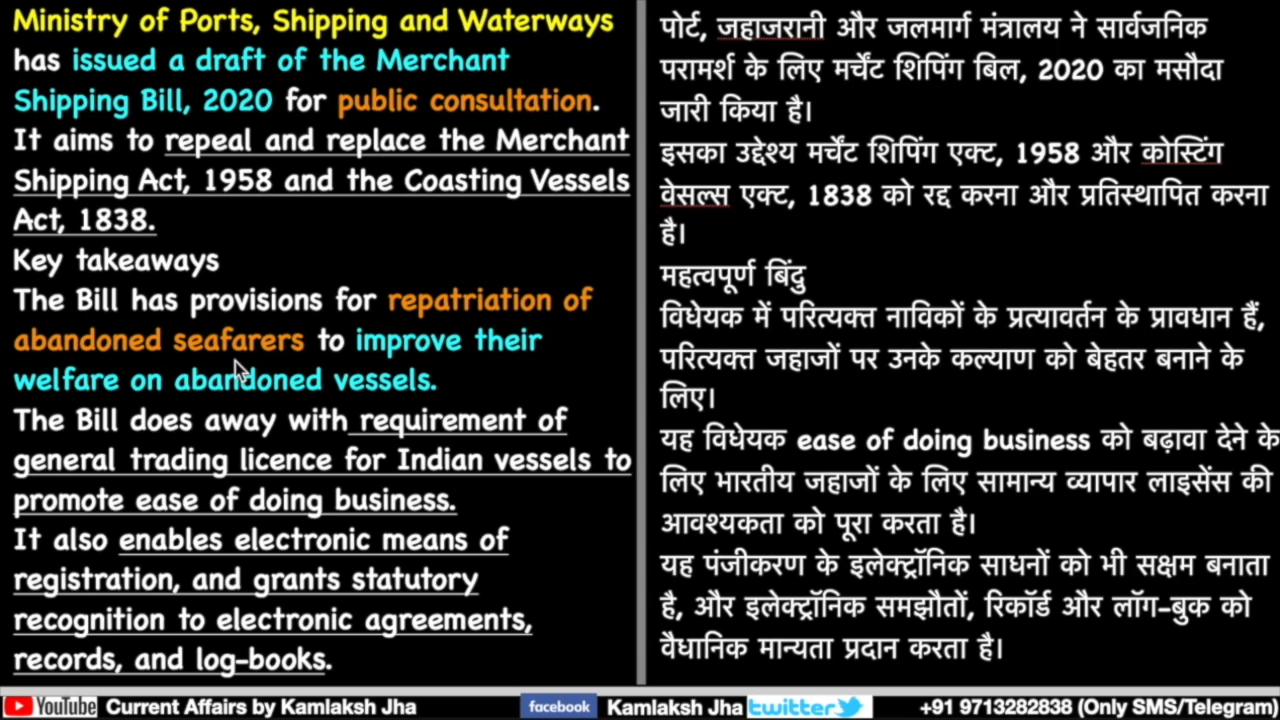 Ministry of Ports, Shipping and Waterways
has issued a draft of the Merchant
Shipping Bill, 2020 for public consultation.
It aims to repeal and replace the Merchant
Shipping Act, 1958 and the Coasting Vessels
Act, 1838.
Key takeaways
The Bill has provisions for repatriation of
abandoned seafarers to improve their
welfare on abandoned vessels.
The Bill does away with requirement of
general trading licence for Indian vessels to
promote ease of doing business.
It also enables electronic means of
registration, and grants statutory
recognition to electronic agreements,
records, and log-books.
पोर्ट, जहाजरानी और जलमार्ग मंत्रालय ने सार्वजनिक
परामर्श के लिए मर्चेंट शिपिंग बिल, 2020 का मसौदा
जारी किया है।
इसका उद्देश्य मर्चेंट शिपिंग एक्ट, 1958 और कोस्टिंग
वेसल्स एक्ट, 1838 को रद्द करना और प्रतिस्थापित करना
है।
महत्वपूर्ण बिंदु
विधेयक में परित्यक्त नाविकों के प्रत्यावर्तन के प्रावधान हैं,
परित्यक्त जहाजों पर उनके कल्याण को बेहतर बनाने के
लिए।
यह विधेयक ease of doing business को बढ़ावा देने के
लिए भारतीय जहाजों के लिए सामान्य व्यापार लाइसेंस की
आवश्यकता को पूरा करता है।
यह पंजीकरण के इलेक्ट्रॉनिक साधनों को भी सक्षम बनाता
है, और इलेक्ट्रॉनिक समझौतों, रिकॉर्ड और लॉग-बुक को
वैधानिक मान्यता प्रदान करता है।
YouTube Current Affairs by Kamlaksh Jha facebook Kamlaksh Jha twitter +91 9713282838 (Only SMS/Telegram)